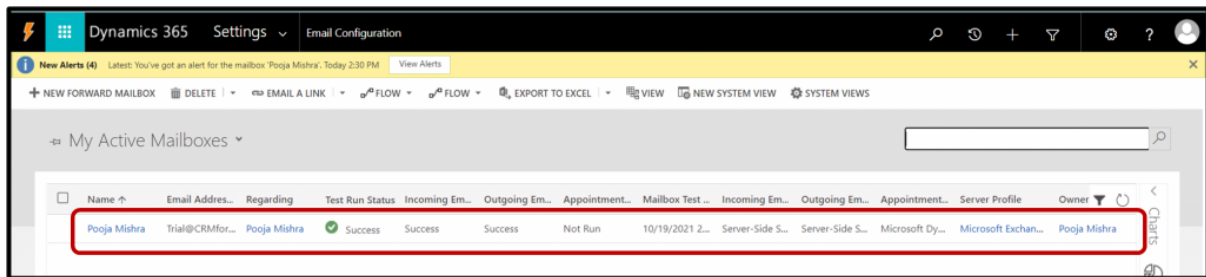 Dynamics 365 Settings Email Configuration ?
New Alerts (4) Latest: You've got an alert for the mailbox 'Pooja Mishra'. Today 2:30 PM View Alerts
NEW FORWARD MAILBOX DELETE EMAIL A LINK FLOW FLOW EXPORT TO EXCEL VIEW NEW SYSTEM VIEW SYSTEM VIEWS
My Active Mailboxes
Name Email Addres... Regarding Test Run Status Incoming Em... Outgoing Em... Appointment... Mailbox Test ... Incoming Em... Outgoing Em... Appointment... Server Profile Owner
Pooja Mishra Trial@CRMfor... Pooja Mishra Success Success Success Not Run 10/19/2021 2... Server-Side S... Server-Side S... Microsoft Dy... Microsoft Exchan... Pooja Mishra
Charts